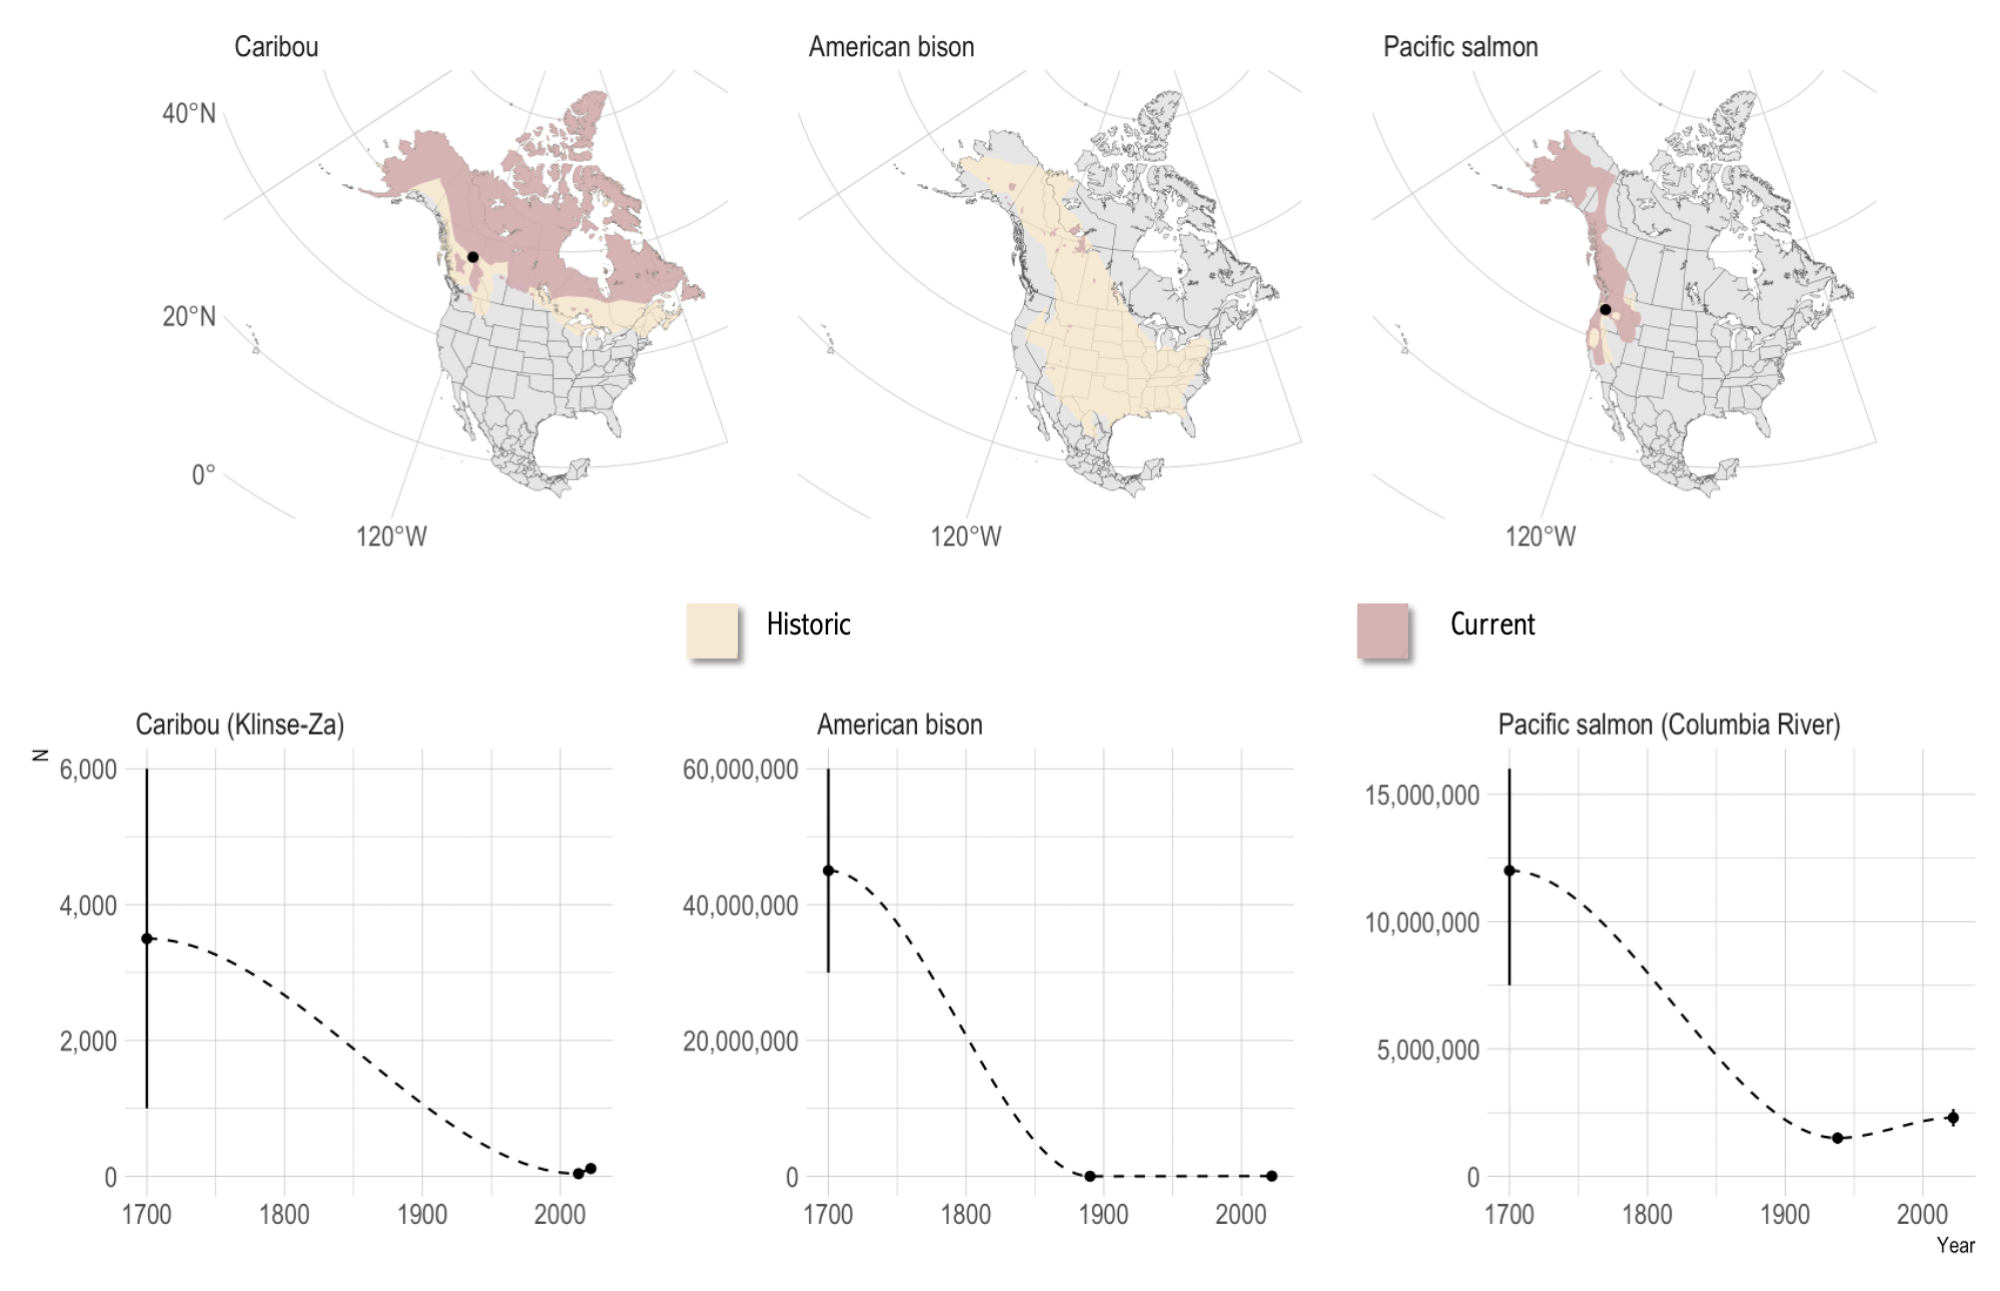 Caribou
American bison
Pacific salmon
40°N
20°N
0°
120°W
120°W
120°W
Historic
Current
Caribou (Klinse-Za)
American bison
Pacific salmon (Columbia River)
N
6,000
4,000
2,000
0
1700
1800
1900
2000
60,000,000
40,000,000
20,000,000
0
1700
1800
1900
2000
15,000,000
10,000,000
5,000,000
0
1700
1800
1900
2000
Year